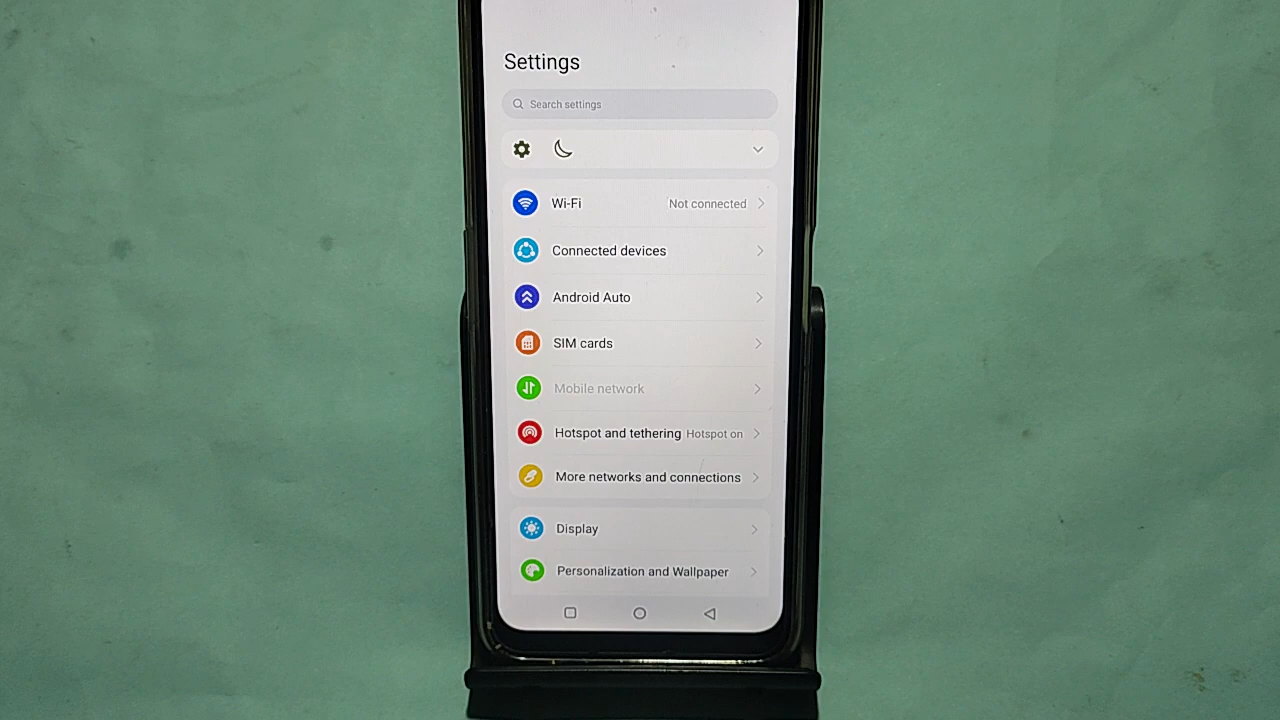 Settings
Search settings
Wi-Fi Not connected
Connected devices
Android Auto
SIM cards
Mobile network
Hotspot and tethering Hotspot on
More networks and connections
Display
Personalization and Wallpaper